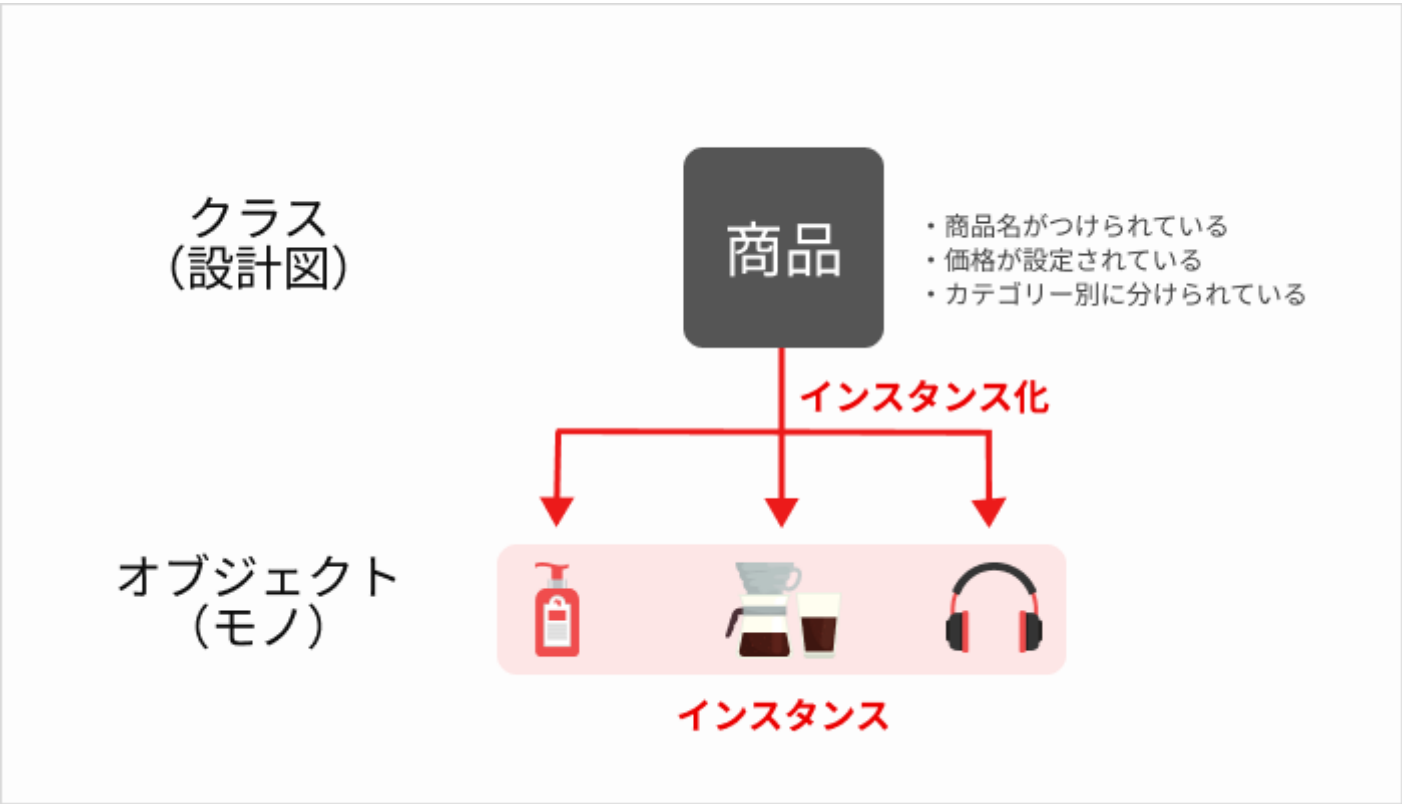 クラス
（設計図）
商品
・商品名がつけられている
・価格が設定されている
・カテゴリー別に分けられている
インスタンス化
オブジェクト
（モノ）
インスタンス